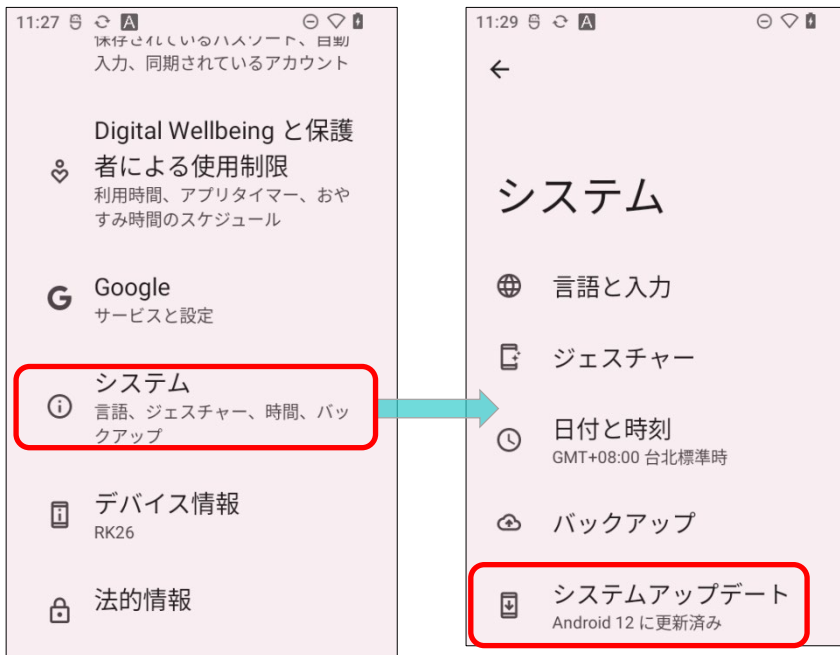 11:27
保存されているパスワード、自動
入力、同期されているアカウント
Digital Wellbeing と保護
者による使用制限
利用時間、アプリタイマー、おや
すみ時間のスケジュール
Google
サービスと設定
システム
言語、ジェスチャー、時間、バッ
クアップ
デバイス情報
RK26
法的情報
11:29
システム
言語と入力
ジェスチャー
日付と時刻
GMT+08:00 台北標準時
バックアップ
システムアップデート
Android 12 に更新済み